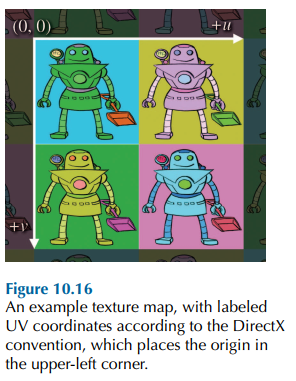 (0, 0)
+u
+v
Figure 10.16
An example texture map, with labeled
UV coordinates according to the DirectX
convention, which places the origin in
the upper-left corner.